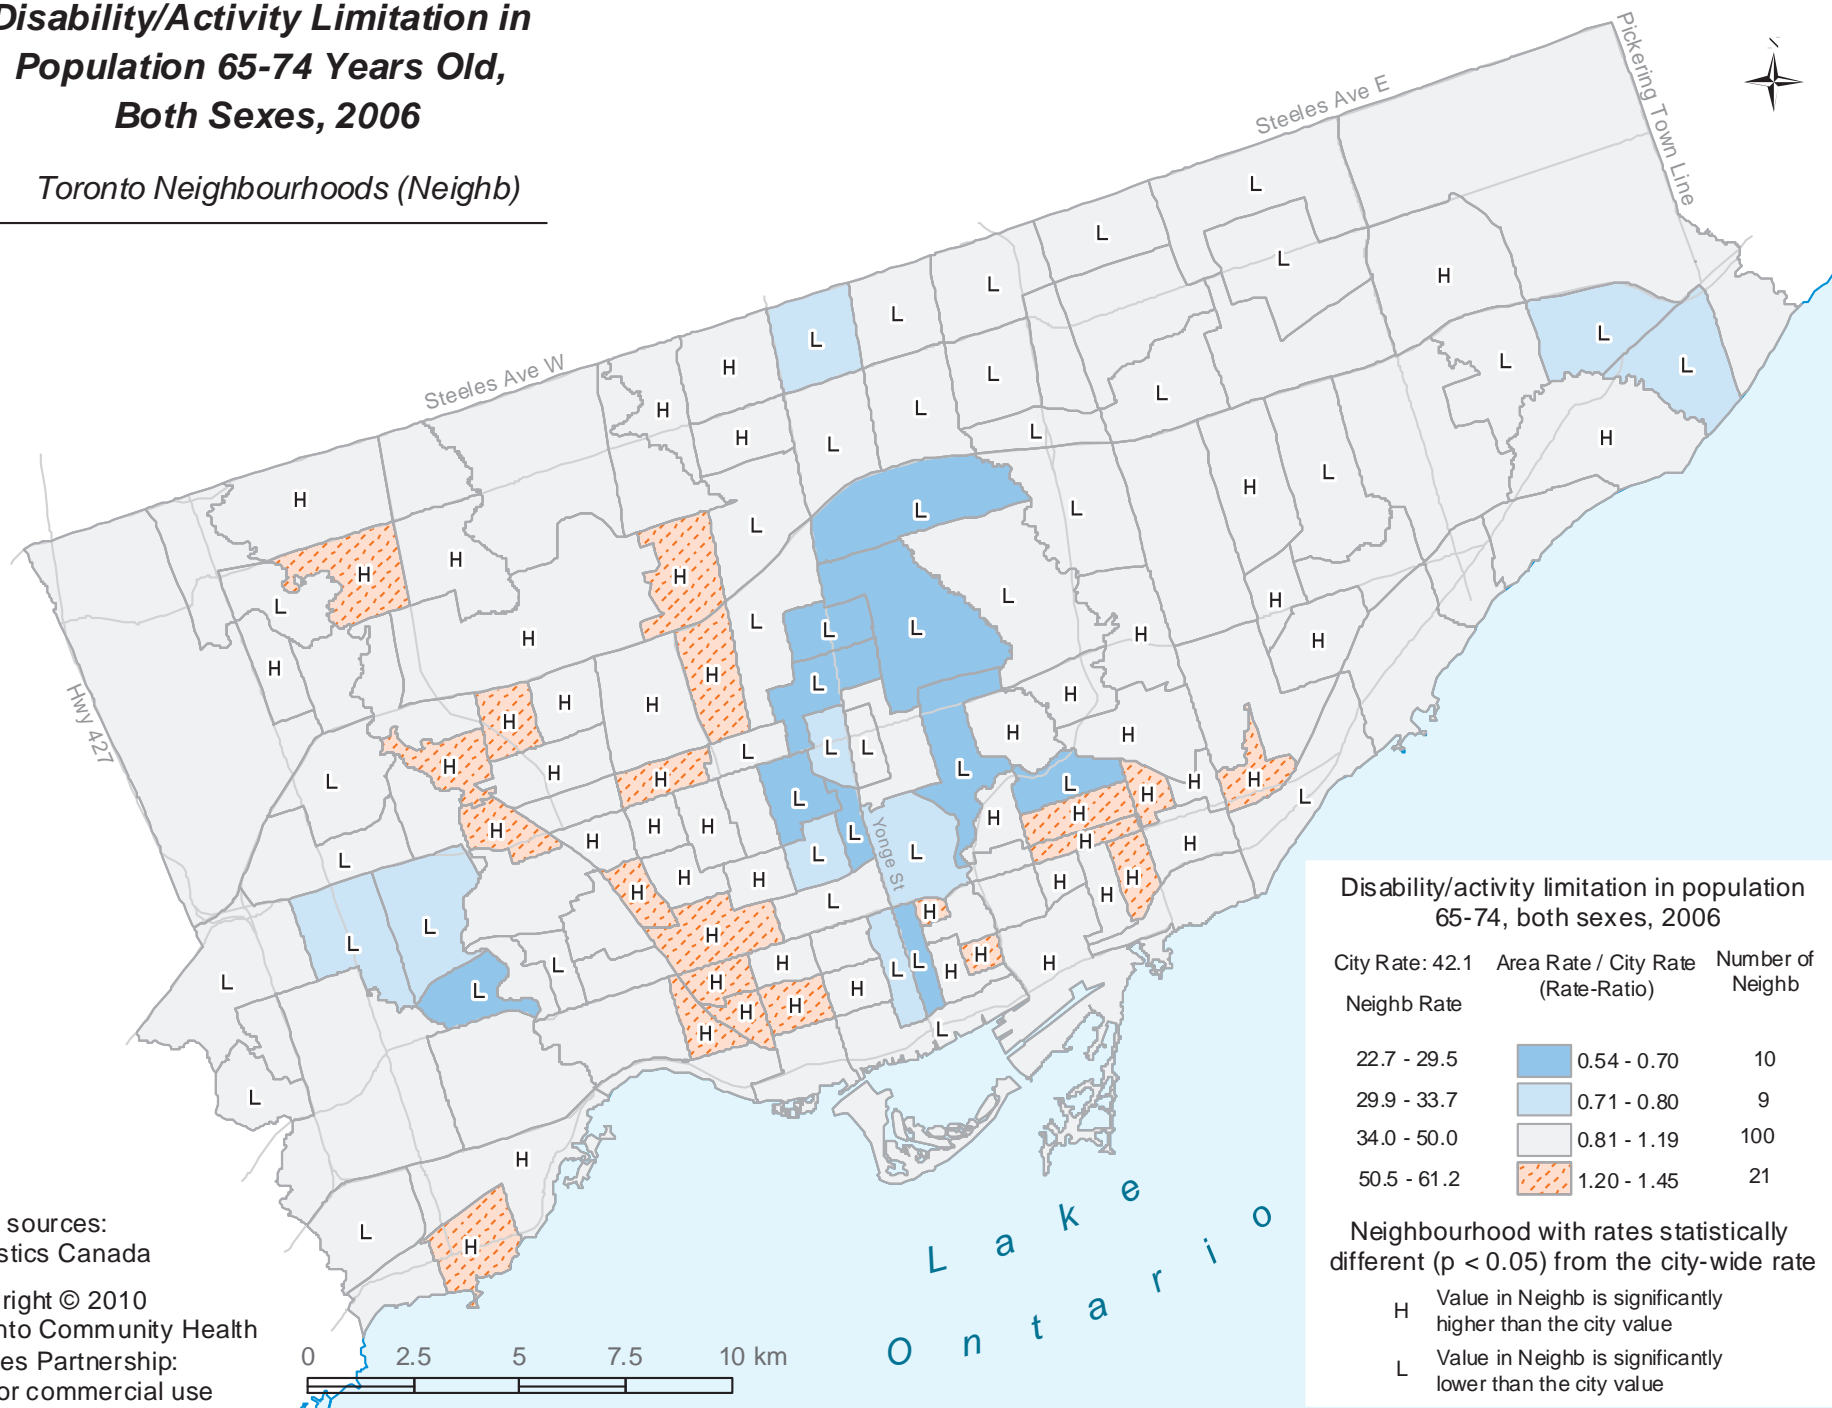 Disability/Activity Limitation in
Population 65-74 Years Old,
Both Sexes, 2006
Toronto Neighbourhoods (Neighb)
Steeles Ave E
Pickering Town Line
N
Steeles Ave W
Hwy 427
Yonge St
Lake
Ontario
Disability/activity limitation in population
65-74, both sexes, 2006
City Rate: 42.1 Area Rate / City Rate Number of
Neighb Rate (Rate-Ratio) Neighb
22.7 - 29.5 0.54 - 0.70 10
29.9 - 33.7 0.71 - 0.80 9
34.0 - 50.0 0.81 - 1.19 100
50.5 - 61.2 1.20 - 1.45 21
Neighbourhood with rates statistically
different (p < 0.05) from the city-wide rate
H Value in Neighb is significantly
higher than the city value
L Value in Neighb is significantly
lower than the city value
sources:
stics Canada
right © 2010
nto Community Health
es Partnership:
or commercial use
0 2.5 5 7.5 10 km